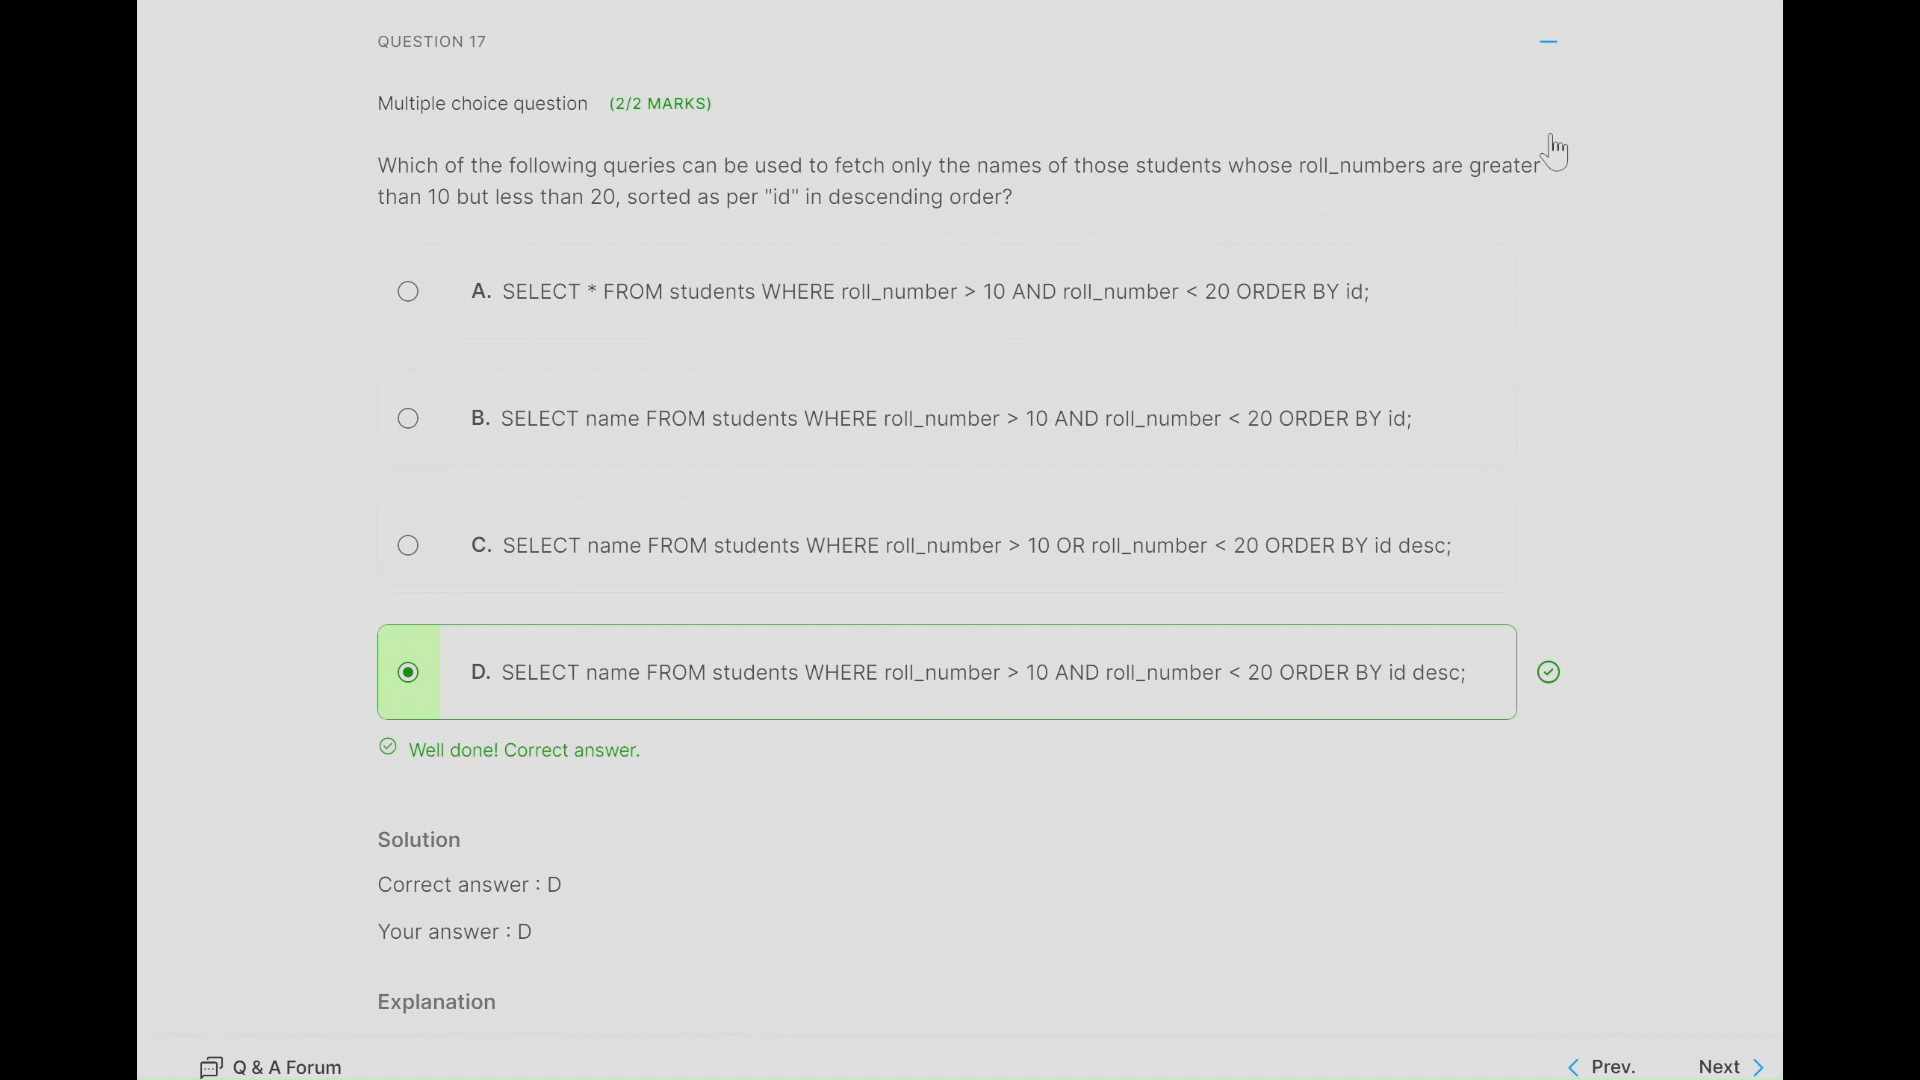 QUESTION 17
Multiple choice question (2/2 MARKS)
Which of the following queries can be used to fetch only the names of those students whose roll_numbers are greater
than 10 but less than 20, sorted as per "id" in descending order?
A. SELECT * FROM students WHERE roll_number > 10 AND roll_number < 20 ORDER BY id;
B. SELECT name FROM students WHERE roll_number > 10 AND roll_number < 20 ORDER BY id;
C. SELECT name FROM students WHERE roll_number > 10 OR roll_number < 20 ORDER BY id desc;
D. SELECT name FROM students WHERE roll_number > 10 AND roll_number < 20 ORDER BY id desc;
Well done! Correct answer.
Solution
Correct answer : D
Your answer : D
Explanation
Q & A Forum
Prev. Next